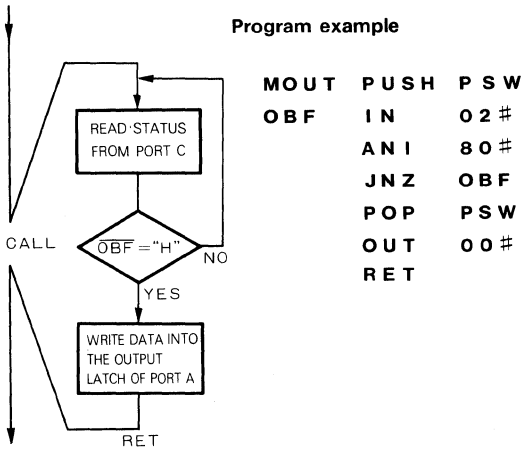 Program example
READ STATUS
FROM PORT C
OBF = "H"
NO
YES
CALL
WRITE DATA INTO
THE OUTPUT
LATCH OF PORT A
RET
MOUT PUSH PSW
OBF IN 02#
ANI 80#
JNZ OBF
POP PSW
OUT 00#
RET